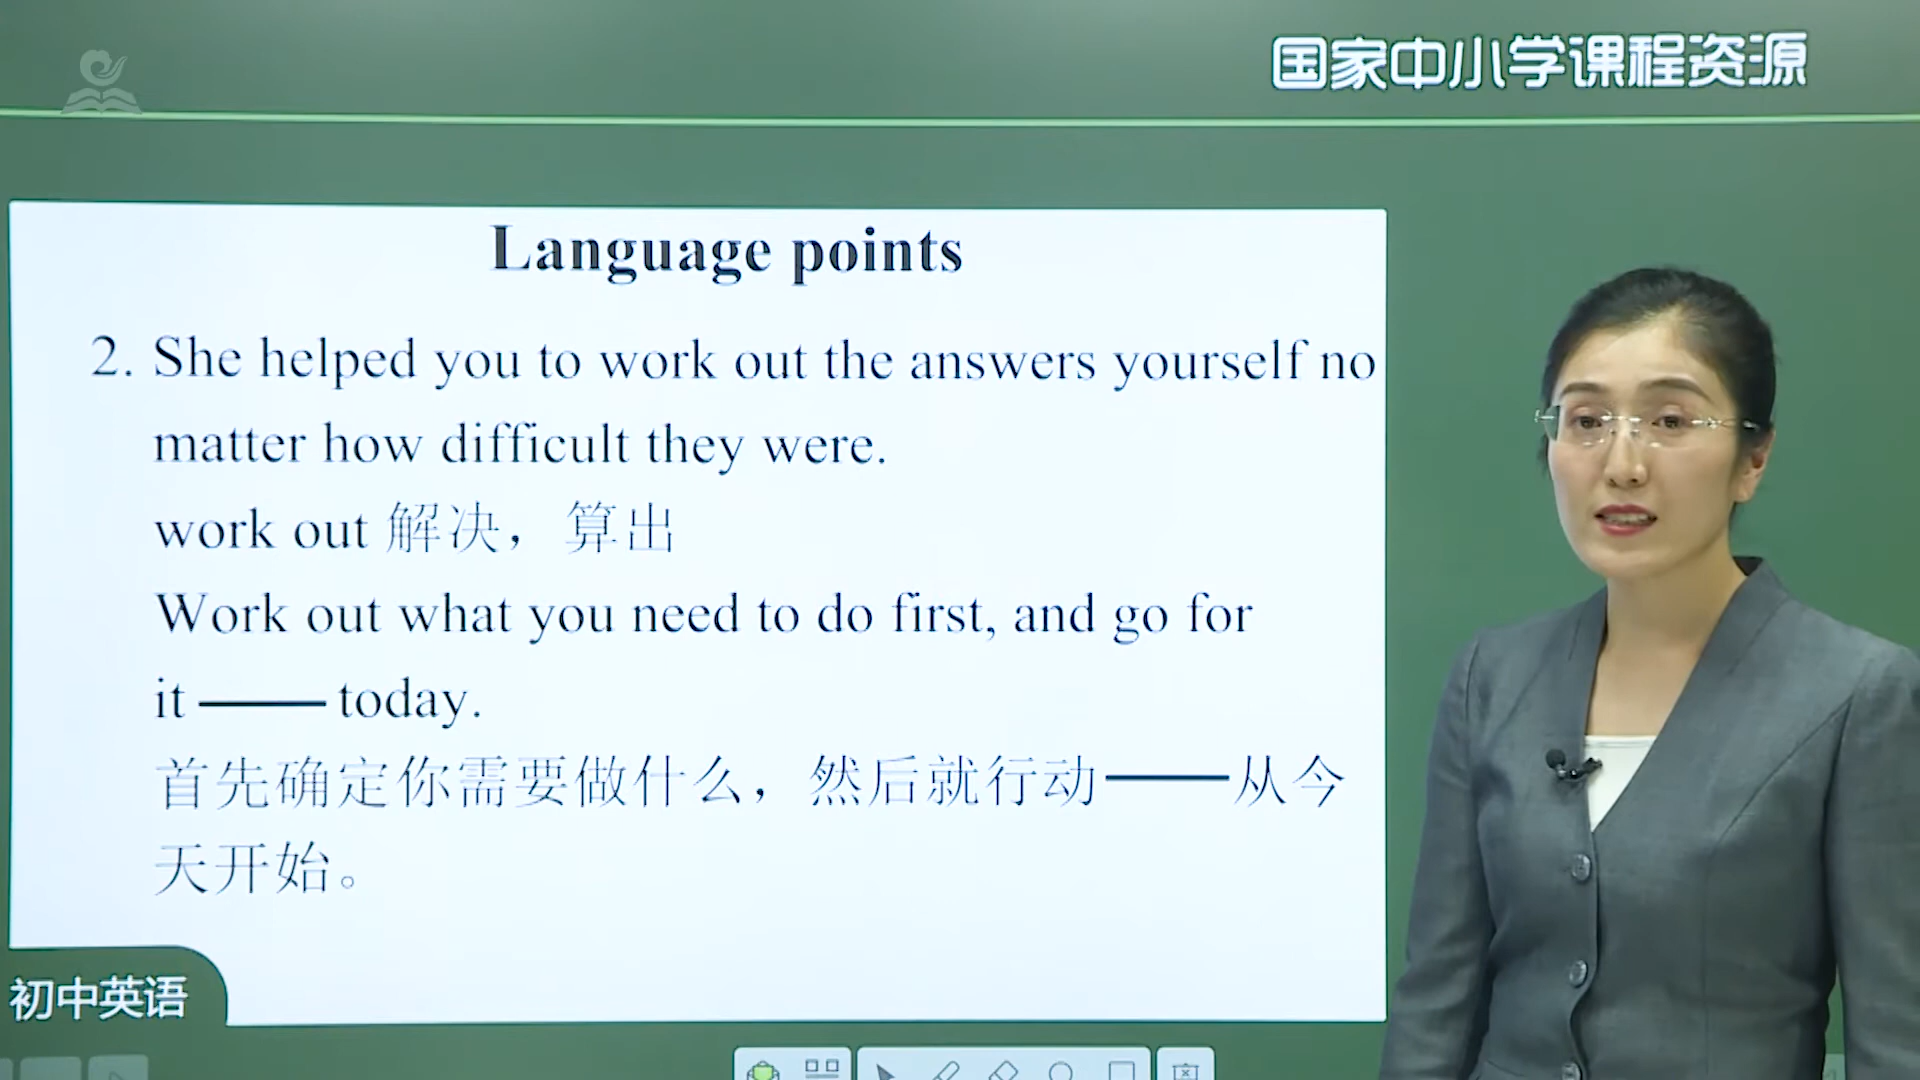 国家中小学课程资源
Language points
2. She helped you to work out the answers yourself no
matter how difficult they were.
work out 解决，算出
Work out what you need to do first, and go for
it —— today.
首先确定你需要做什么，然后就行动——从今
天开始。
初中英语